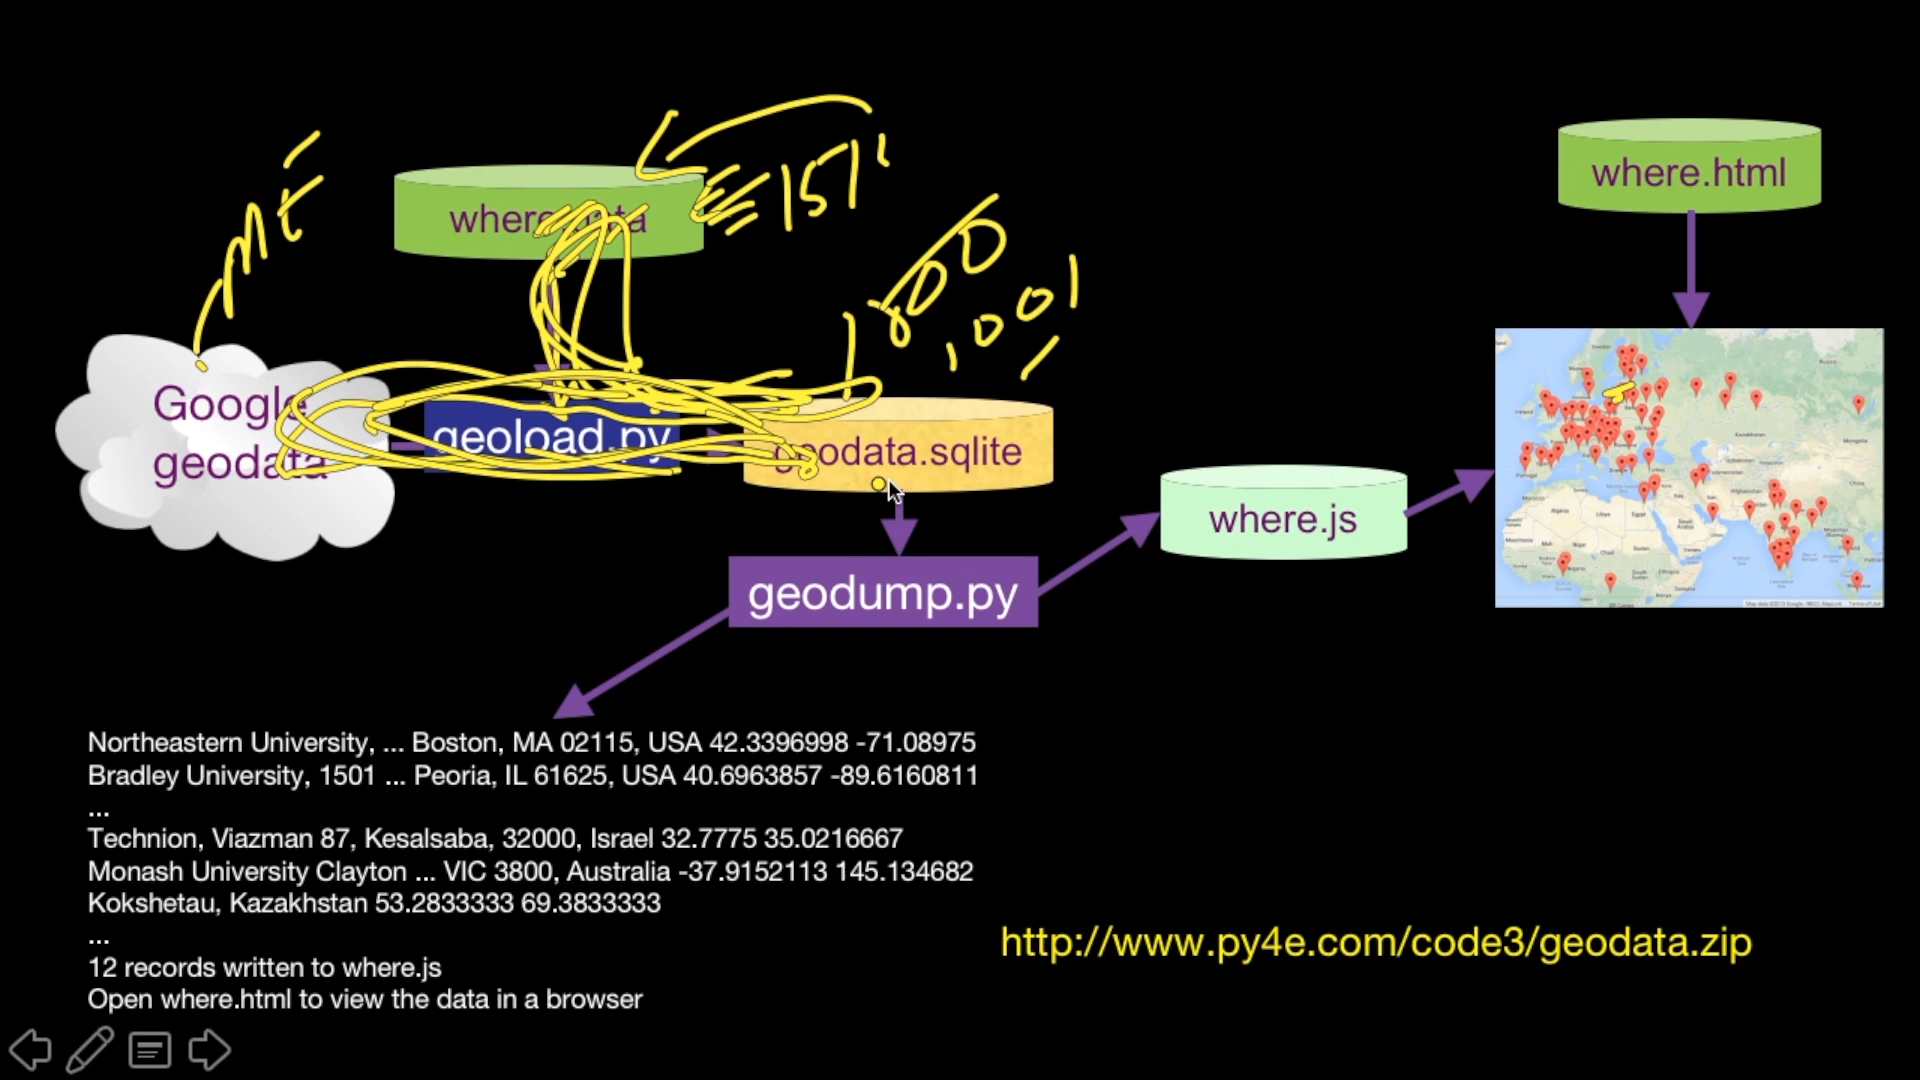 where.html
where.data
Google
geodata
geoload.py
geodata.sqlite
where.js
geodump.py
Northeastern University, ... Boston, MA 02115, USA 42.3396998 -71.08975
Bradley University, 1501 ... Peoria, IL 61625, USA 40.6963857 -89.6160811
...
Technion, Viazman 87, Kesalsaba, 32000, Israel 32.7775 35.0216667
Monash University Clayton ... VIC 3800, Australia -37.9152113 145.134682
Kokshetau, Kazakhstan 53.2833333 69.3833333
...
12 records written to where.js
Open where.html to view the data in a browser
http://www.py4e.com/code3/geodata.zip